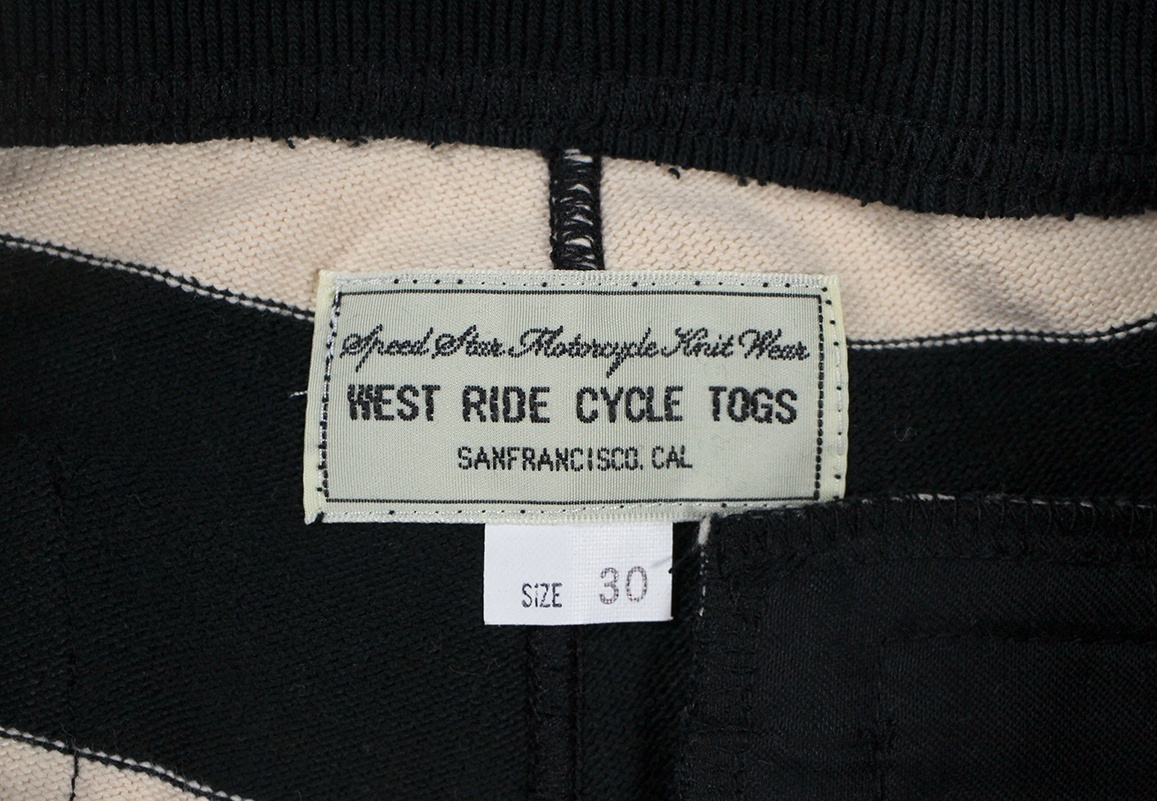 Speed Star Motorcycle Knit Wear
WEST RIDE CYCLE TOGS
SANFRANCISCO. CAL
SIZE 30